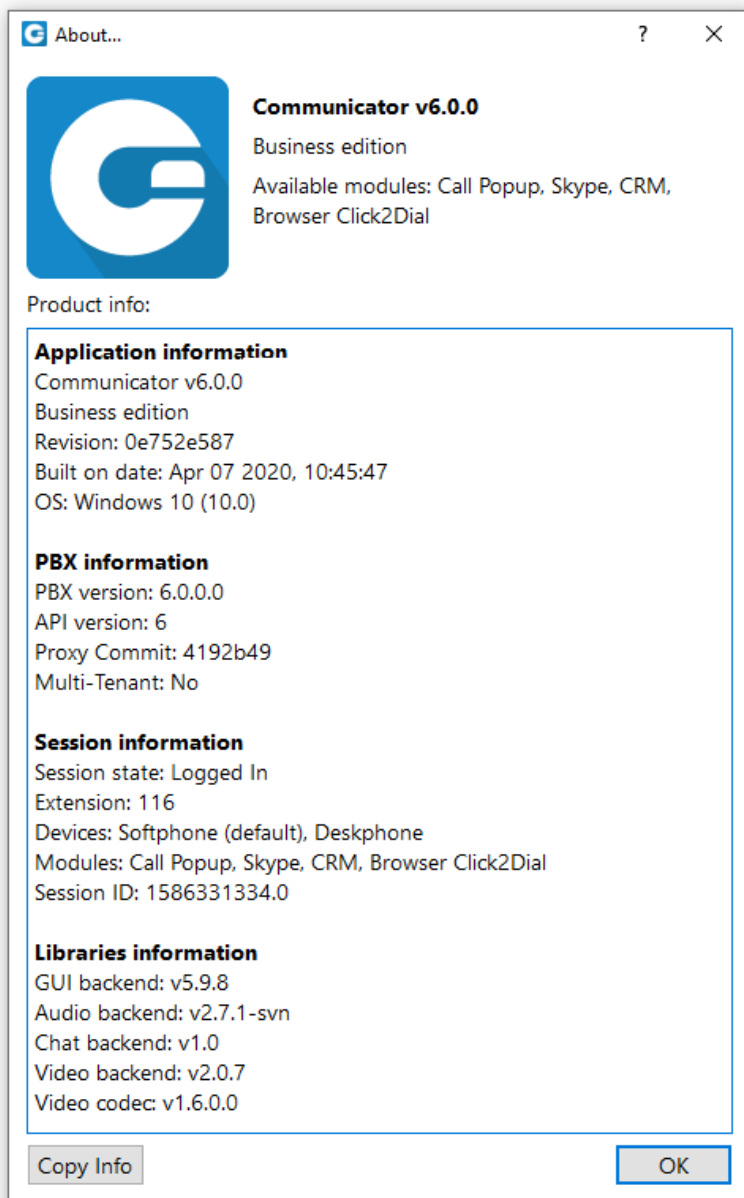 About...
?
Communicator v6.0.0
Business edition
Available modules: Call Popup, Skype, CRM,
Browser Click2Dial
Product info:
Application information
Communicator v6.0.0
Business edition
Revision: 0e752e587
Built on date: Apr 07 2020, 10:45:47
OS: Windows 10 (10.0)
PBX information
PBX version: 6.0.0.0
API version: 6
Proxy Commit: 4192b49
Multi-Tenant: No
Session information
Session state: Logged In
Extension: 116
Devices: Softphone (default), Deskphone
Modules: Call Popup, Skype, CRM, Browser Click2Dial
Session ID: 1586331334.0
Libraries information
GUI backend: v5.9.8
Audio backend: v2.7.1-svn
Chat backend: v1.0
Video backend: v2.0.7
Video codec: v1.6.0.0
Copy Info
OK